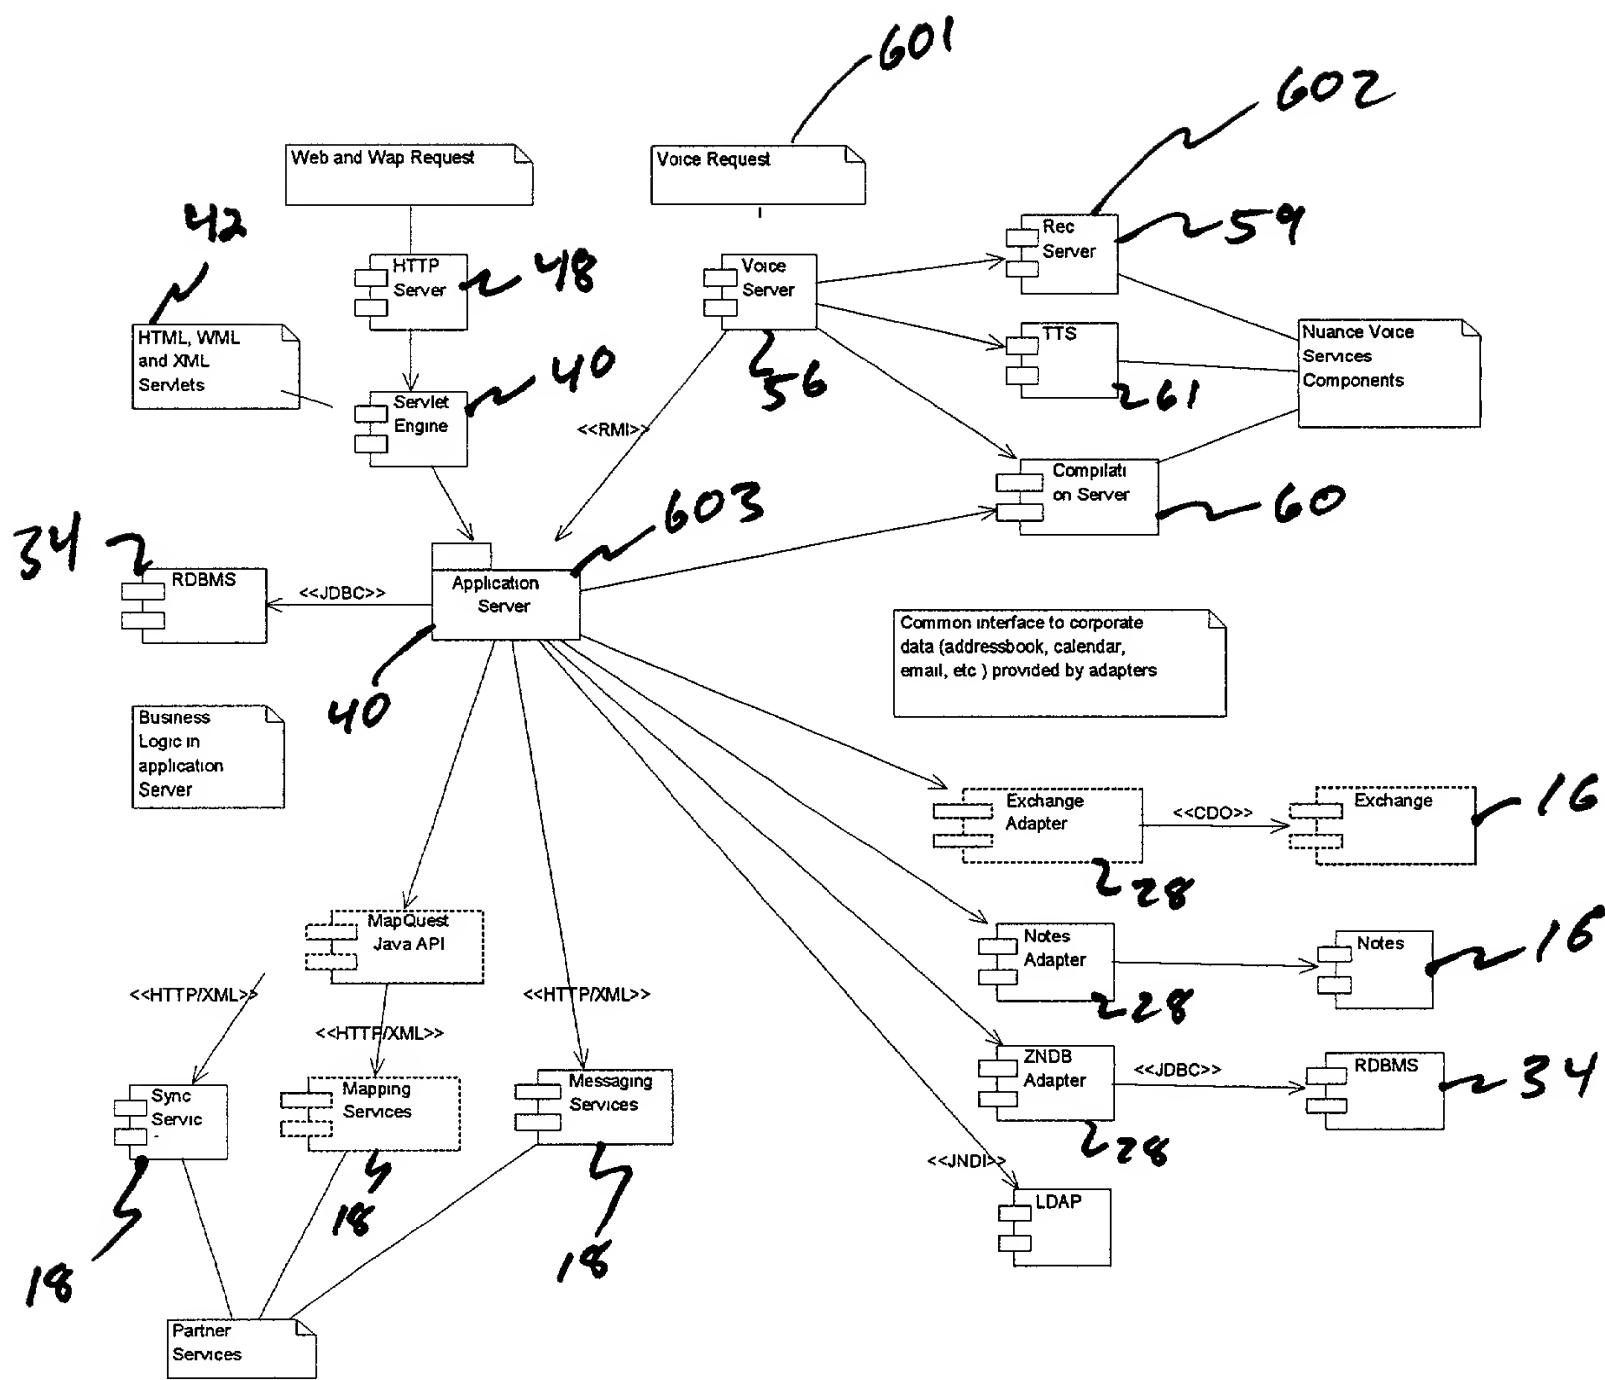 601
602
Web and Wap Request
Voice Request
42
Rec
Server
59
HTTP
Server
48
Voice
Server
HTML, WML
and XML
Servlets
TTS
Nuance Voice
Services
Components
56
61
Servlet
Engine
40
<<RMI>>
Compilati
on Server
60
603
34
RDBMS
<<JDBC>>
Application
Server
40
Common interface to corporate
data (addressbook, calendar,
email, etc ) provided by adapters
Business
Logic in
application
Server
Exchange
Adapter
<<CDO>>
Exchange
16
28
MapQuest
Java API
Notes
Adapter
Notes
16
28
<<HTTP/XML>>
<<HTTP/XML>>
<<HTTP/XML>>
ZNDB
Adapter
<<JDBC>>
RDBMS
34
28
Sync
Servic
-
Mapping
Services
Messaging
Services
<<JNDI>>
LDAP
18
18
18
Partner
Services